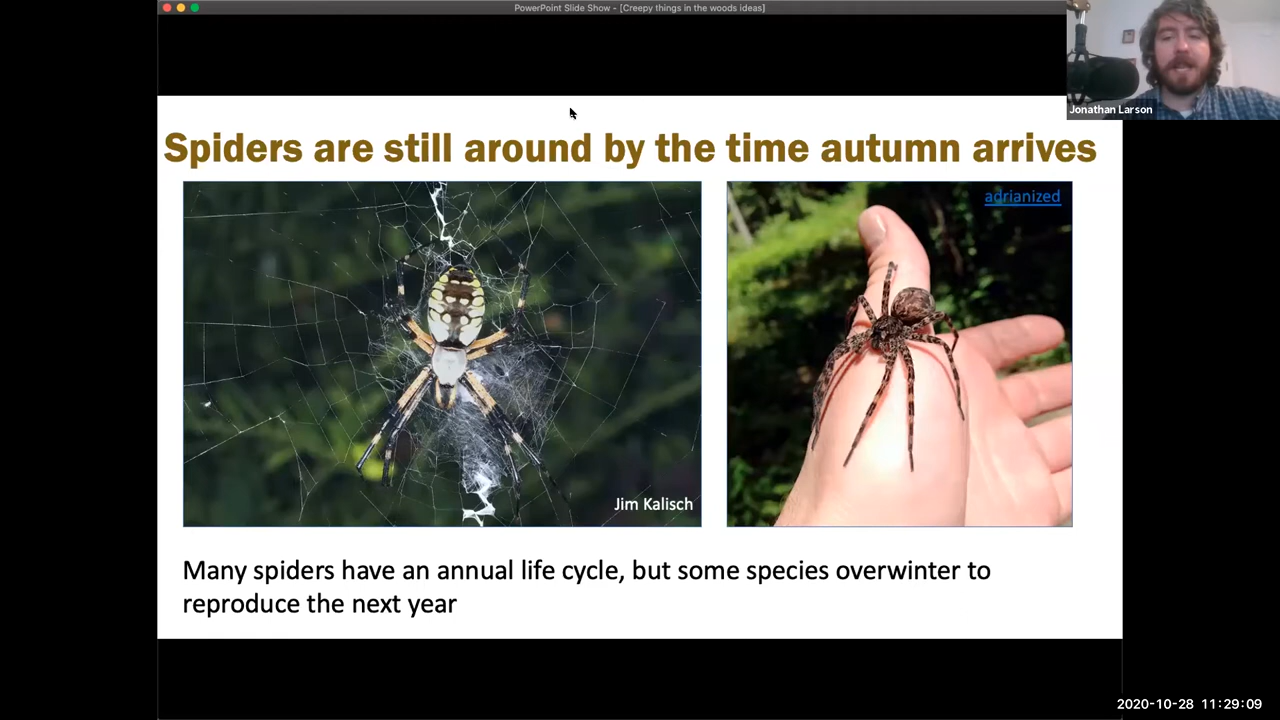 PowerPoint Slide Show - [Creepy things in the woods ideas]
Jonathan Larson
Spiders are still around by the time autumn arrives
adrianized
Jim Kalisch
Many spiders have an annual life cycle, but some species overwinter to
reproduce the next year
2020-10-28 11:29:09